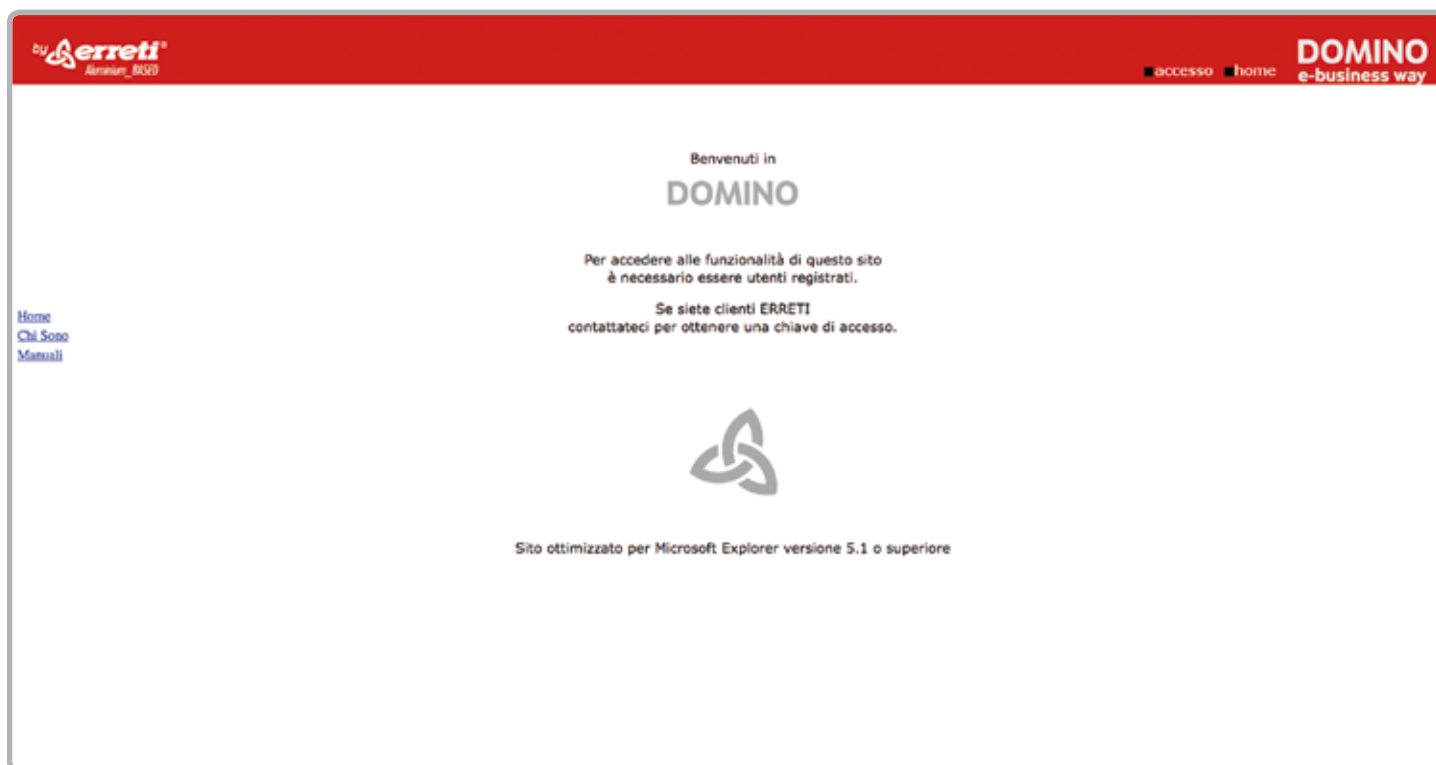 by erreti®
Aluminium_BASED
accesso home
DOMINO
e-business way
Benvenuti in
DOMINO
Per accedere alle funzionalità di questo sito
è necessario essere utenti registrati.
Se siete clienti ERRETI
contattateci per ottenere una chiave di accesso.
Home
Chi Sono
Manuali
Sito ottimizzato per Microsoft Explorer versione 5.1 o superiore